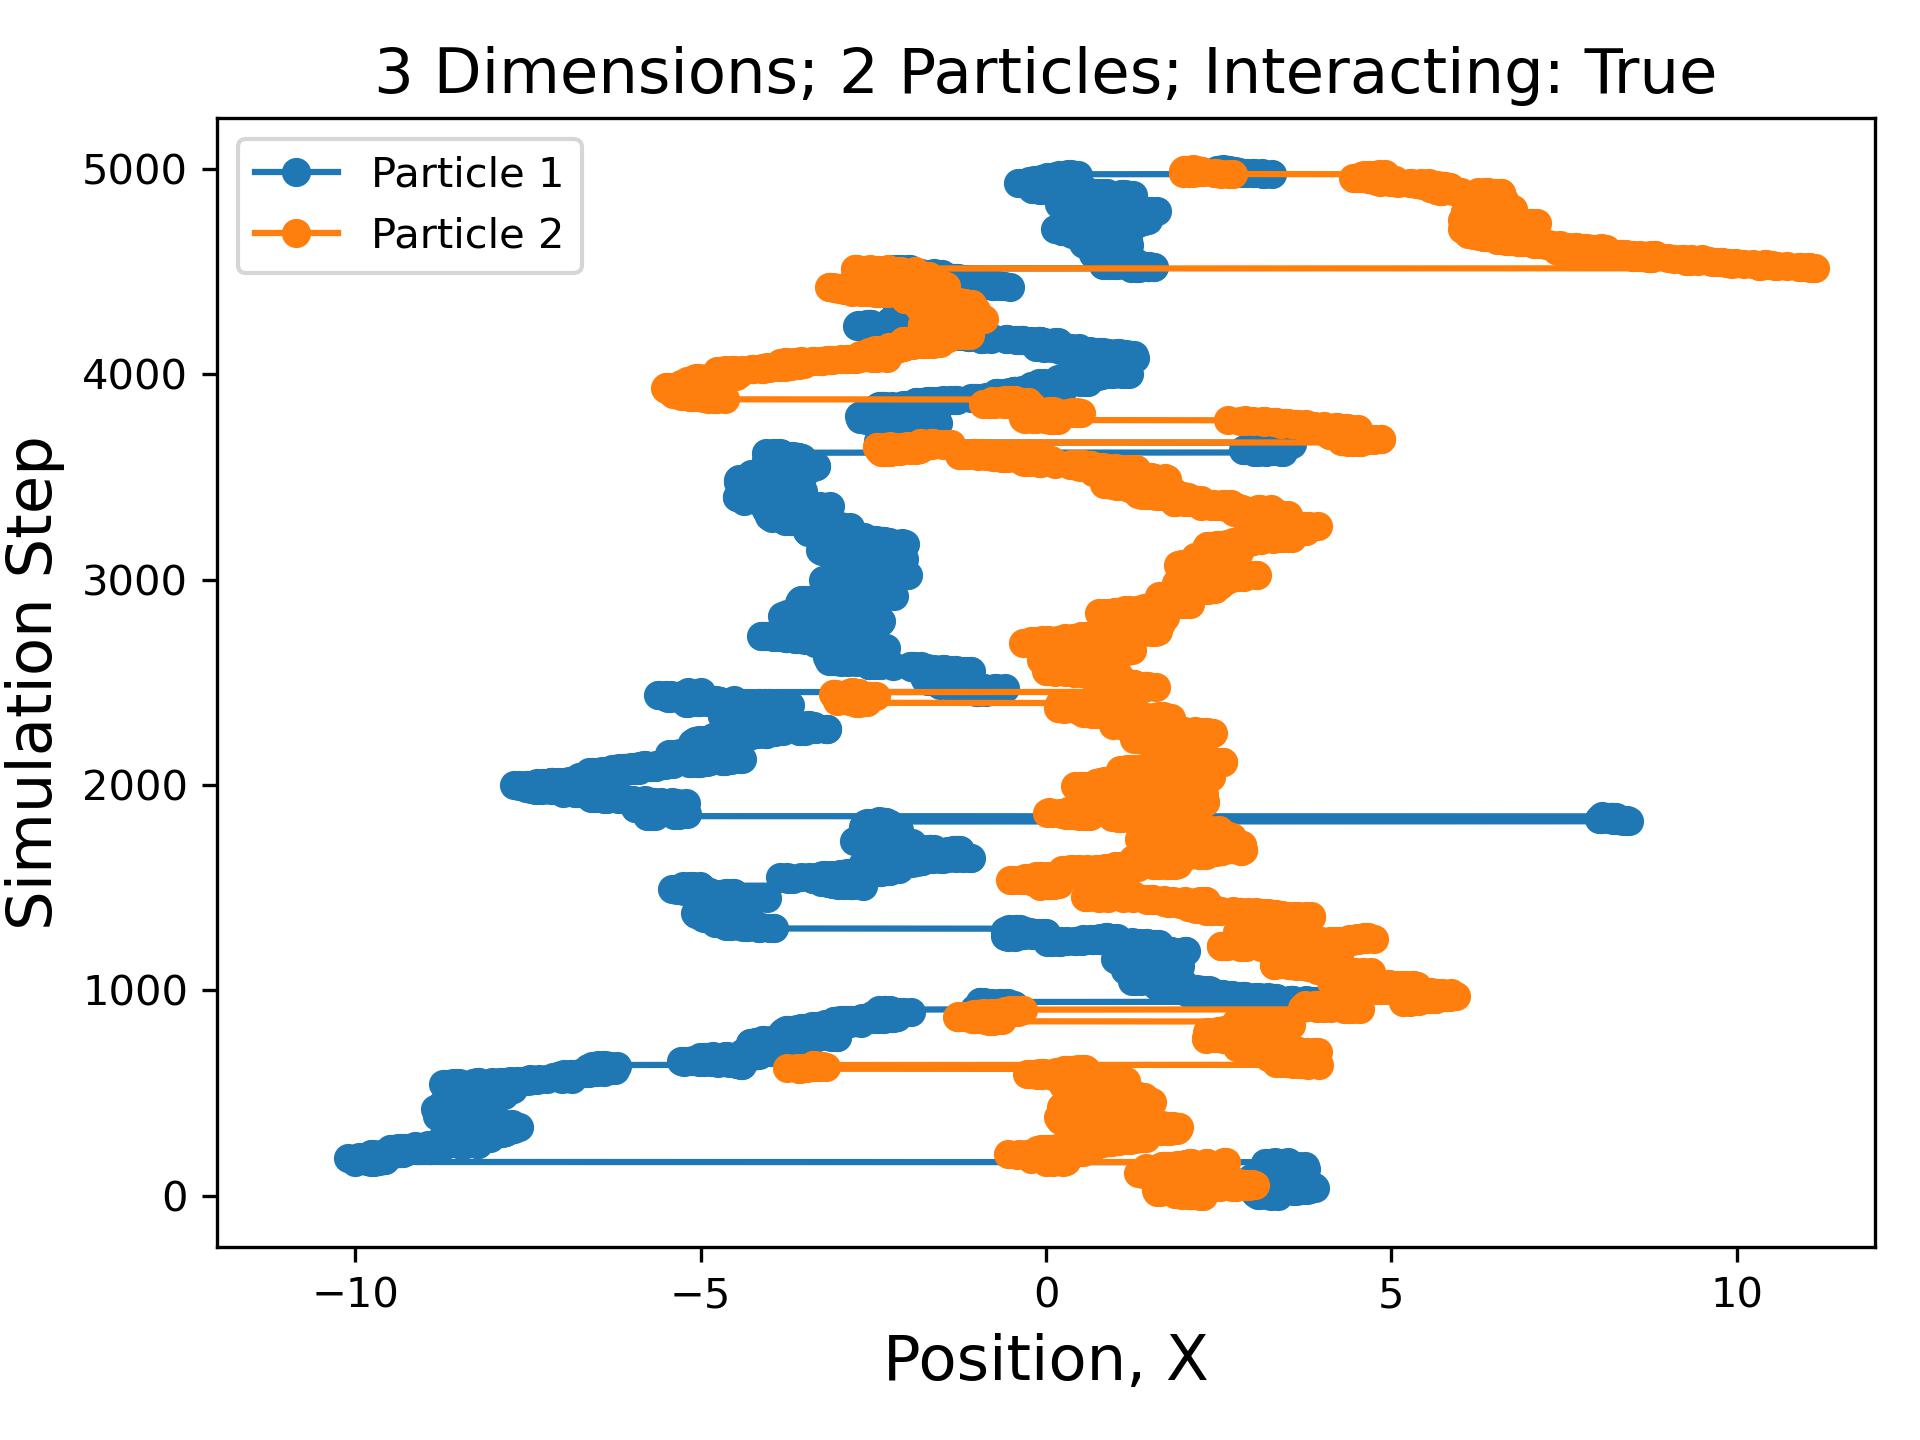 3 Dimensions; 2 Particles; Interacting: True
Particle 1
Particle 2
5000
4000
3000
2000
1000
0
Simulation Step
−10
−5
0
5
10
Position, X